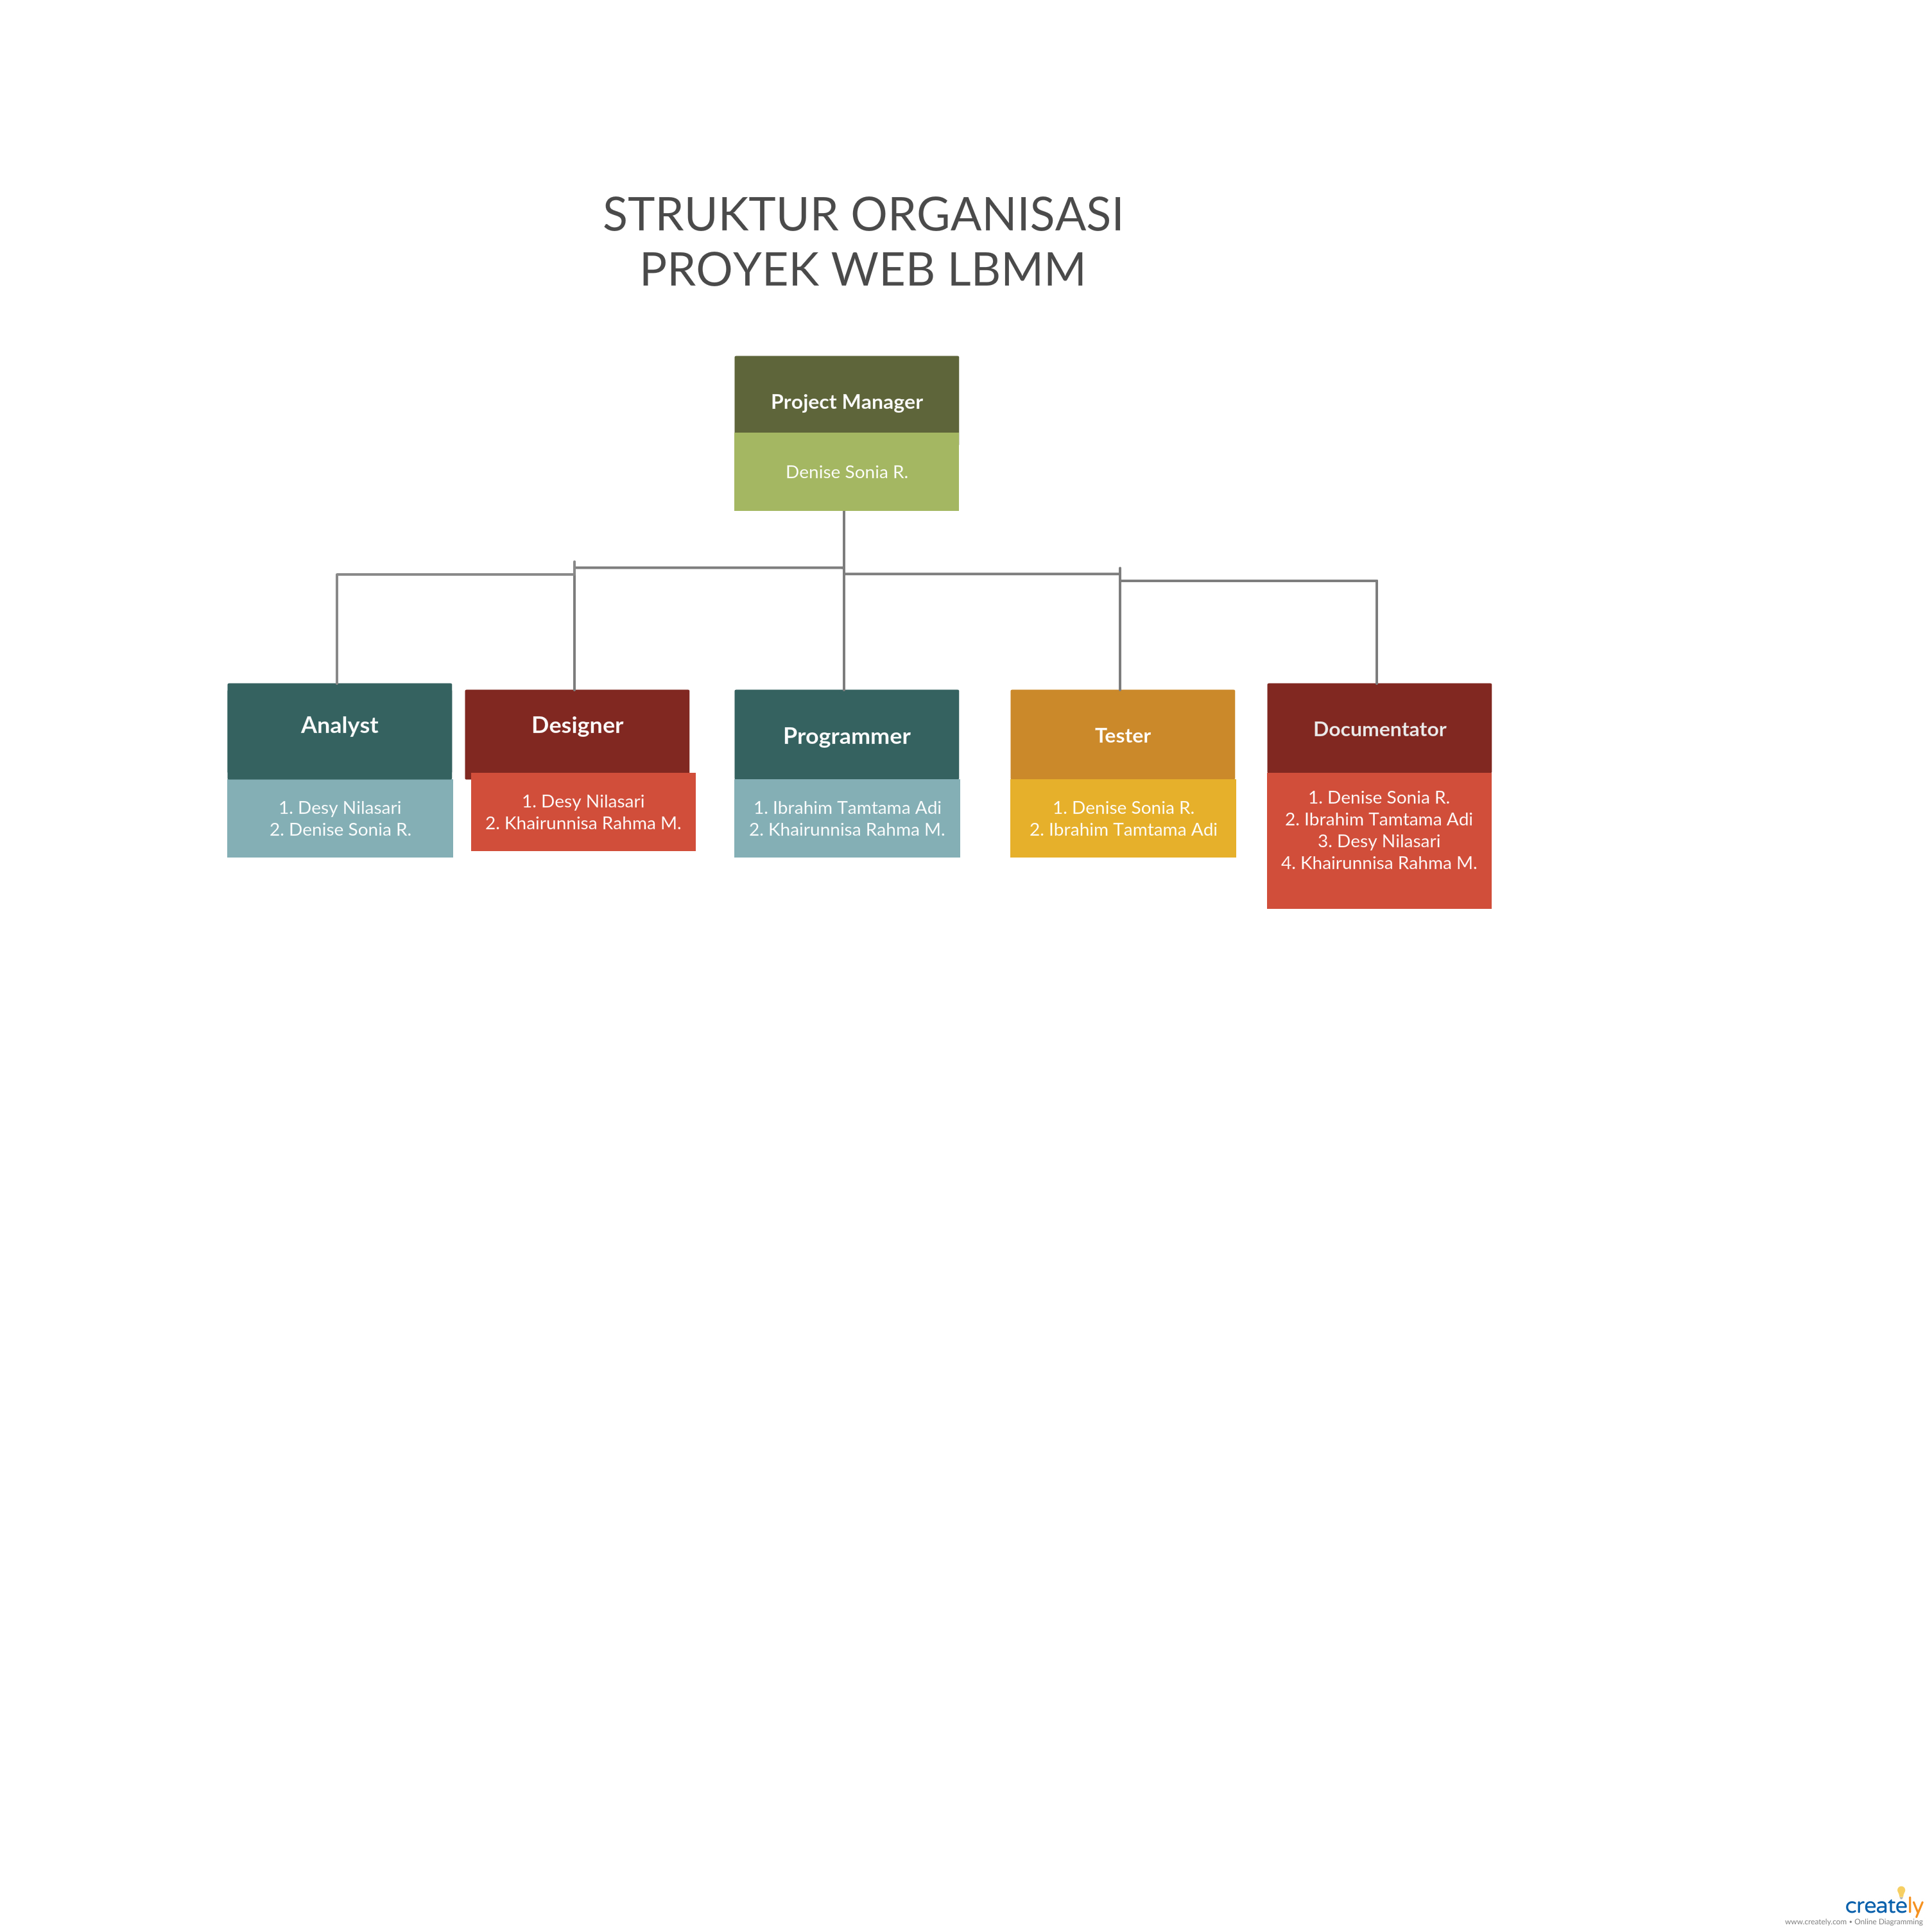 STRUKTUR ORGANISASI
PROYEK WEB LBMM
Project Manager
Denise Sonia R.
Analyst
1. Desy Nilasari
2. Denise Sonia R.
Designer
1. Desy Nilasari
2. Khairunnisa Rahma M.
Programmer
1. Ibrahim Tamtama Adi
2. Khairunnisa Rahma M.
Tester
1. Denise Sonia R.
2. Ibrahim Tamtama Adi
Documentator
1. Denise Sonia R.
2. Ibrahim Tamtama Adi
3. Desy Nilasari
4. Khairunnisa Rahma M.
creately
www.creately.com • Online Diagramming